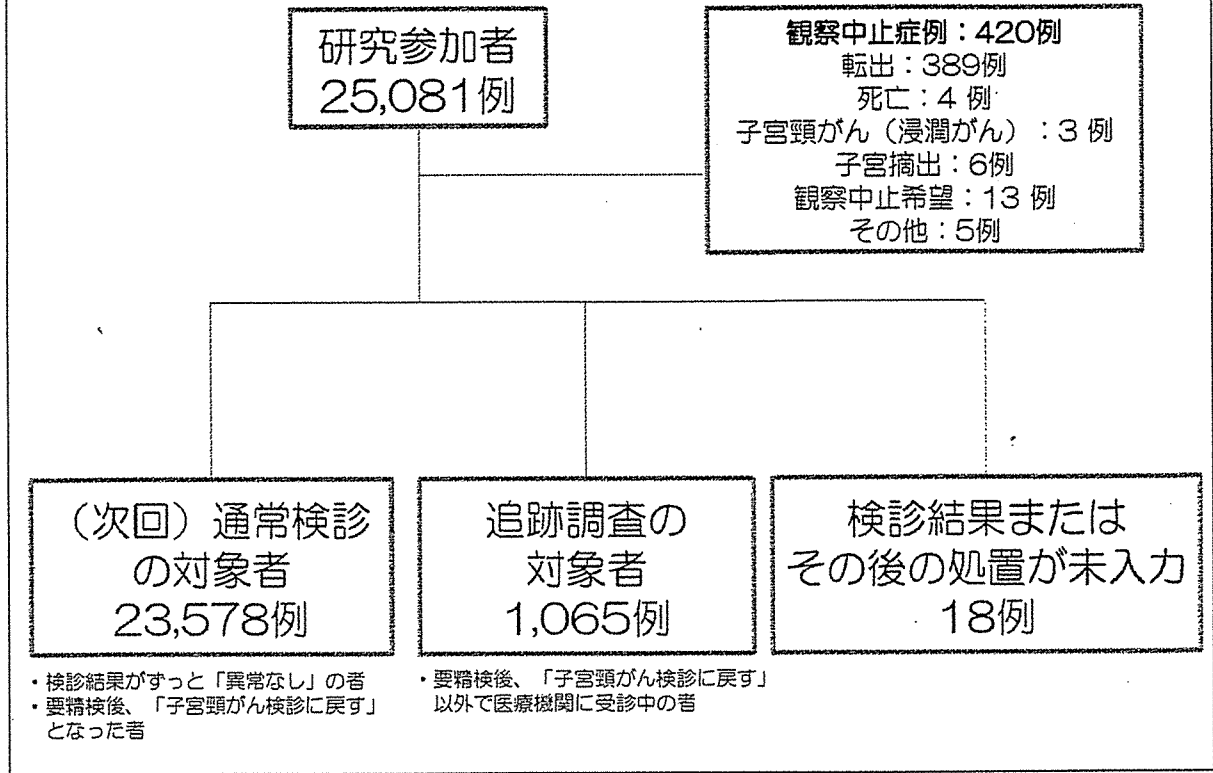 研究参加者
25,081例
観察中止症例：420例
転出：389例
死亡：4 例
子宮頸がん（浸潤がん）：3 例
子宮摘出：6例
観察中止希望：13 例
その他：5例
（次回）通常検診
の対象者
23,578例
追跡調査の
対象者
1,065例
検診結果または
その後の処置が未入力
18例
・検診結果がずっと「異常なし」の者
・要精検後、「子宮頸がん検診に戻す」
となった者
・要精検後、「子宮頸がん検診に戻す」
以外で医療機関に受診中の者